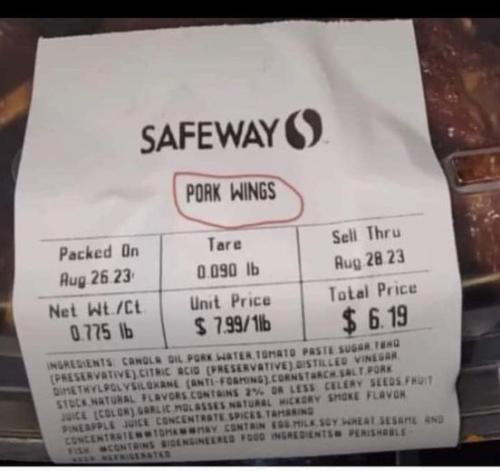 SAFEWAY
PORK WINGS
Packed On
Aug 26.23
Tare
0.090 lb
Sell Thru
Aug 28.23
Net Wt./Ct.
0.775 lb
Unit Price
$ 7.99/1lb
Total Price
$ 6.19
INGREDIENTS: CANOLA OIL,PORK,WATER,TOMATO PASTE,SUGAR,TBHQ
(PRESERVATIVE),CITRIC ACID (PRESERVATIVE),DISTILLED VINEGAR,
DIMETHYLPOLYSILOXANE (ANTI-FOAMING),CORNSTARCH,SALT,PORK
STOCK,NATURAL FLAVORS,CONTAINS 2% OR LESS: CELERY SEEDS,FRUIT
JUICE (COLOR),GARLIC,MOLASSES,NATURAL HICKORY SMOKE FLAVOR,
PINEAPPLE JUICE CONCENTRATE,SPICES,TAMARIND
CONCENTRATE MAY CONTAIN EGG,MILK,SOY,WHEAT,SESAME AND
FISH CONTAINS BIOENGINEERED FOOD INGREDIENTS PERISHABLE
KEEP REFRIGERATED